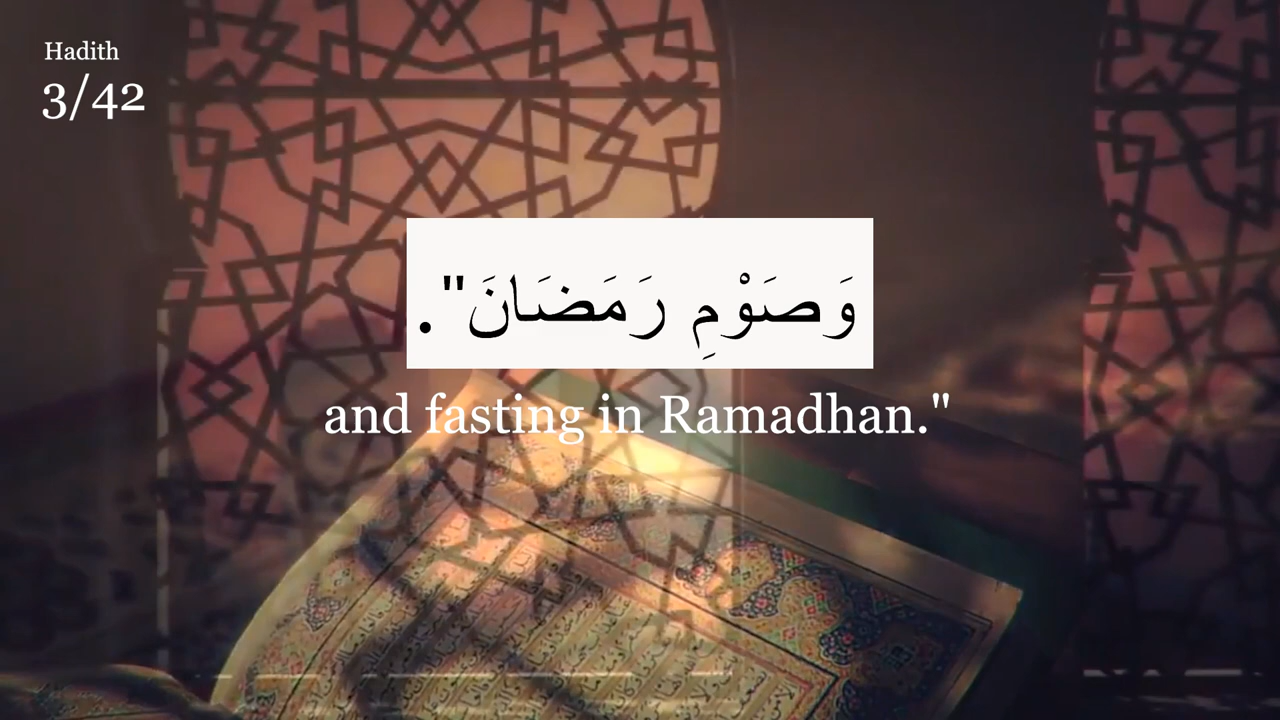 Hadith
3/42
وَصَوْمِ رَمَضَانَ".
and fasting in Ramadhan."